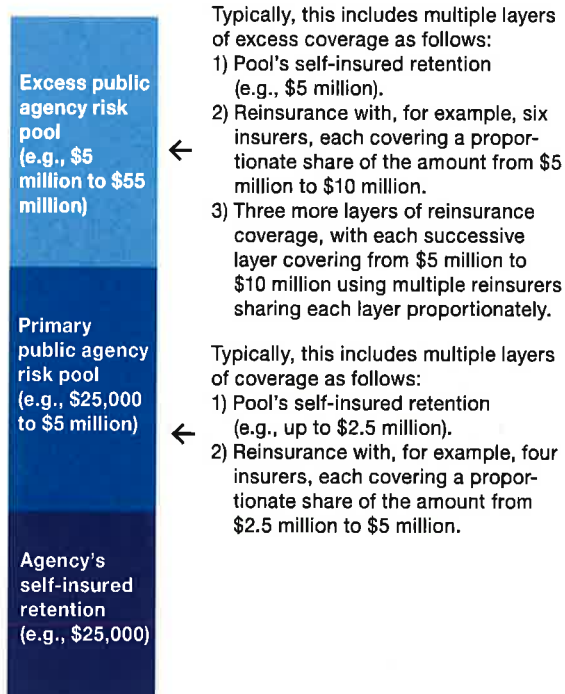 Excess public
agency risk
pool
(e.g., $5
million to $55
million)
←
Typically, this includes multiple layers
of excess coverage as follows:
1) Pool's self-insured retention
(e.g., $5 million).
2) Reinsurance with, for example, six
insurers, each covering a propor-
tionate share of the amount from $5
million to $10 million.
3) Three more layers of reinsurance
coverage, with each successive
layer covering from $5 million to
$10 million using multiple reinsurers
sharing each layer proportionately.
Primary
public agency
risk pool
(e.g., $25,000
to $5 million)
←
Typically, this includes multiple layers
of coverage as follows:
1) Pool's self-insured retention
(e.g., up to $2.5 million).
2) Reinsurance with, for example, four
insurers, each covering a propor-
tionate share of the amount from
$2.5 million to $5 million.
Agency's
self-insured
retention
(e.g., $25,000)